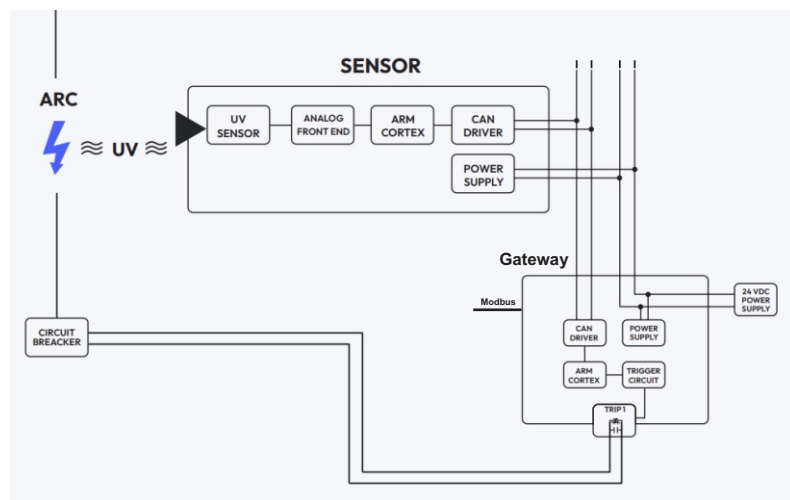 SENSOR
ARC
UV
UV
SENSOR
ANALOG
FRONT END
ARM
CORTEX
CAN
DRIVER
POWER
SUPPLY
Gateway
Modbus
24 VDC
POWER
SUPPLY
CIRCUIT
BREACKER
CAN
DRIVER
POWER
SUPPLY
ARM
CORTEX
TRIGGER
CIRCUIT
TRIP 1